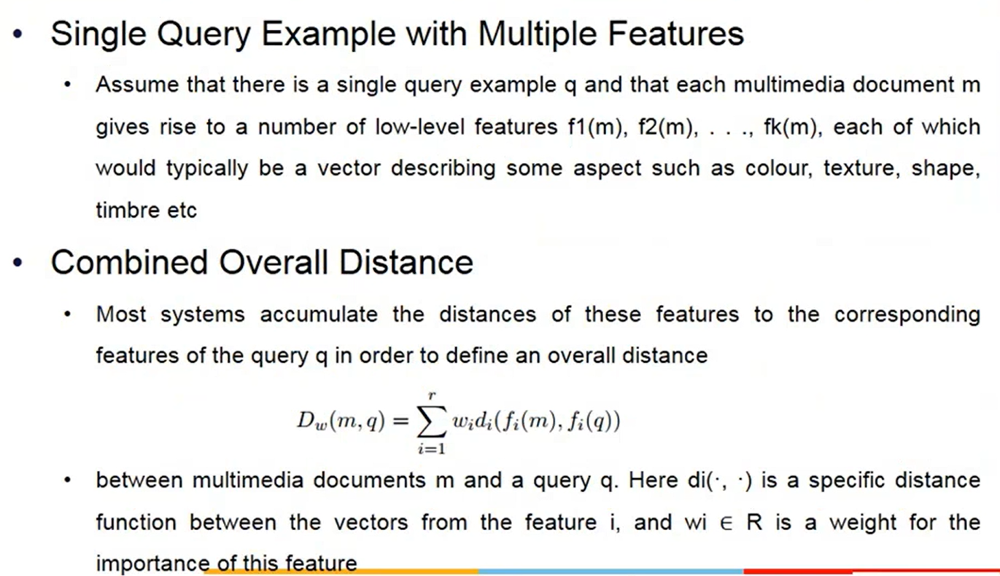 • Single Query Example with Multiple Features
• Assume that there is a single query example q and that each multimedia document m
gives rise to a number of low-level features f1(m), f2(m), . . ., fk(m), each of which
would typically be a vector describing some aspect such as colour, texture, shape,
timbre etc
• Combined Overall Distance
• Most systems accumulate the distances of these features to the corresponding
features of the query q in order to define an overall distance
D_w(m, q) = ∑_{i=1}^{r} w_i d_i(f_i(m), f_i(q))
• between multimedia documents m and a query q. Here di(·, ·) is a specific distance
function between the vectors from the feature i, and wi ∈ R is a weight for the
importance of this feature